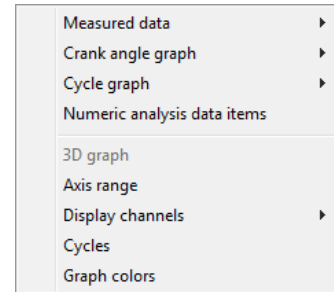 Measured data
Crank angle graph
Cycle graph
Numeric analysis data items
3D graph
Axis range
Display channels
Cycles
Graph colors